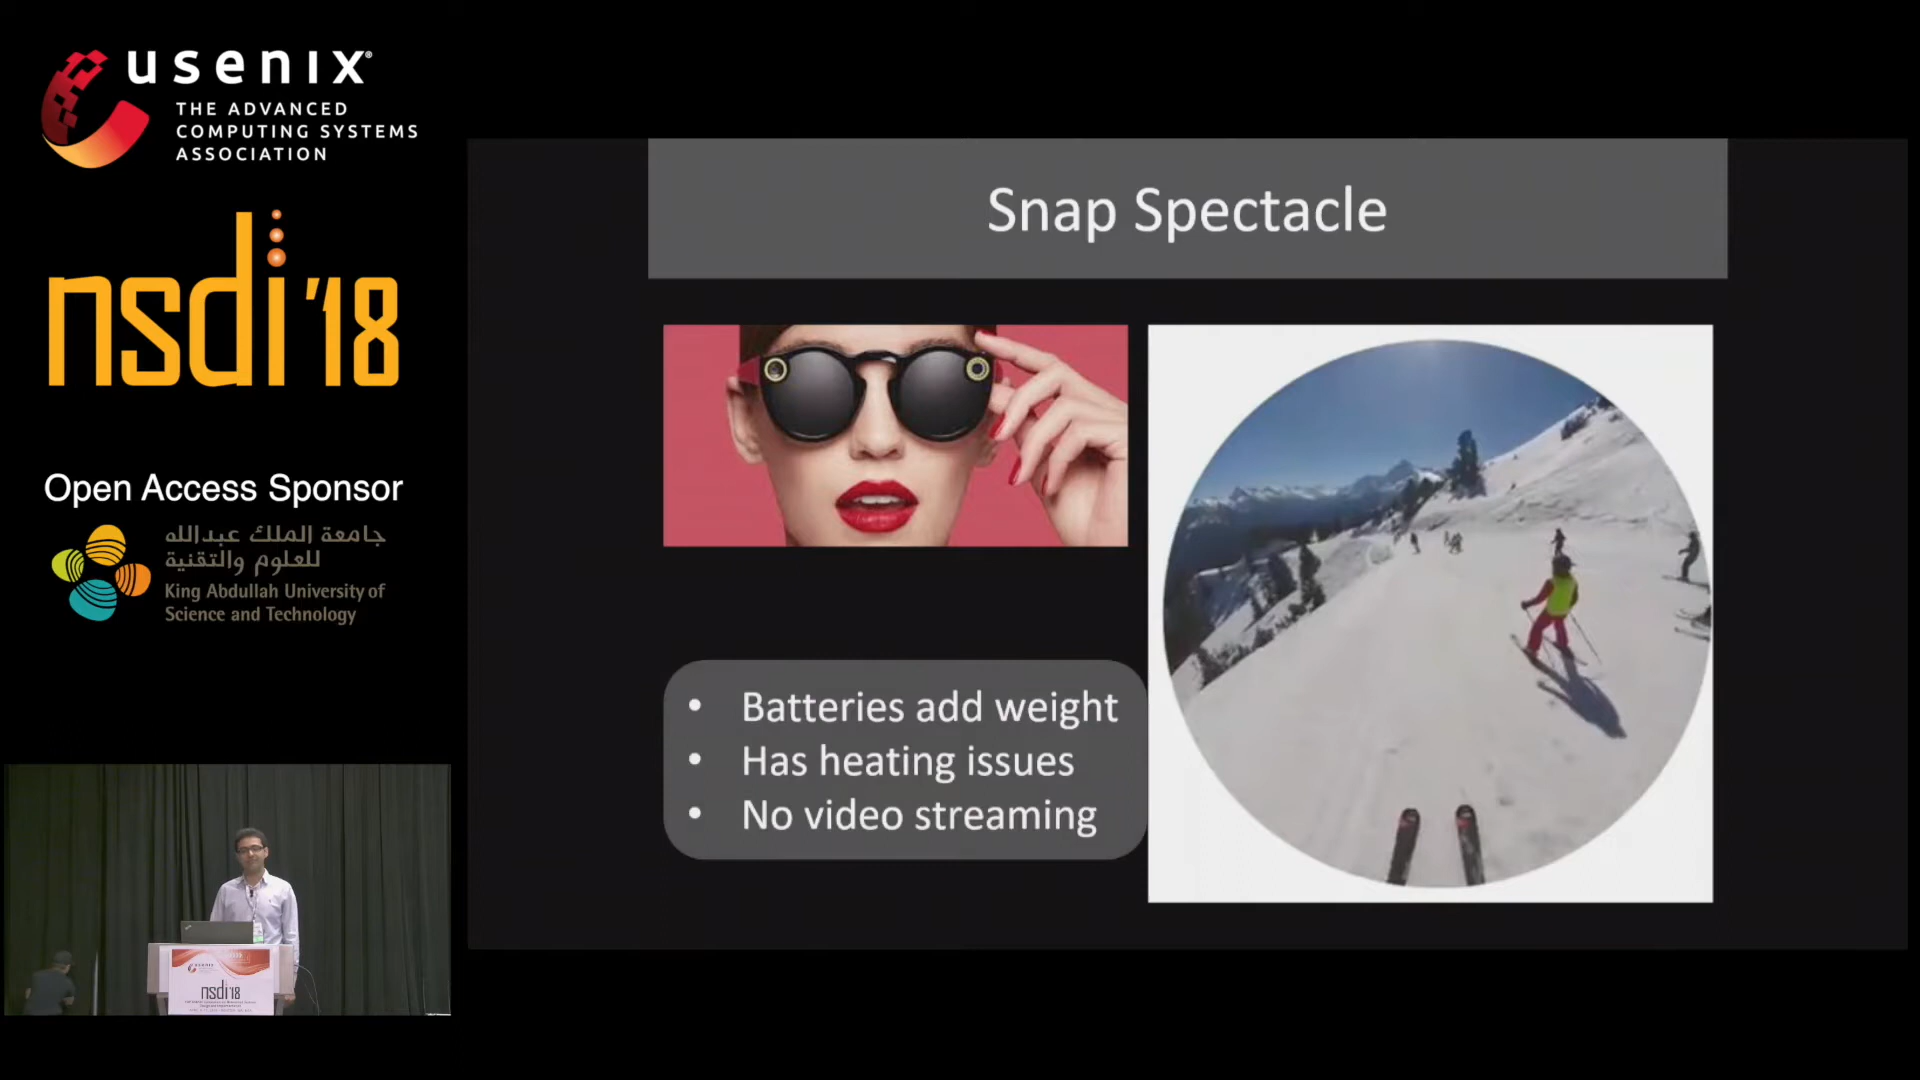 usenix®
THE ADVANCED
COMPUTING SYSTEMS
ASSOCIATION
nsdi '18
Open Access Sponsor
جامعة الملك عبدالله
للعلوم والتقنية
King Abdullah University of
Science and Technology
Snap Spectacle
• Batteries add weight
• Has heating issues
• No video streaming
usenix
nsdi'18